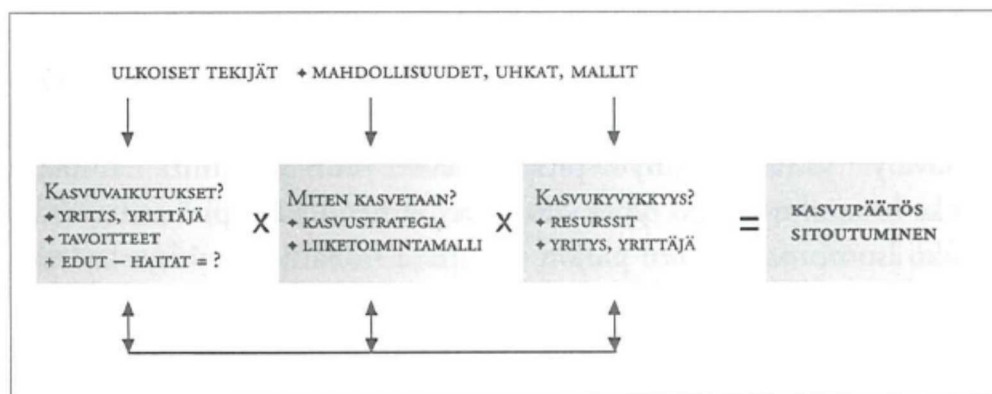 ULKOISET TEKIJÄT + MAHDOLLISUUDET, UHKAT, MALLIT
KASVUVAIKUTUKSET?
+ YRITYS, YRITTÄJÄ
+ TAVOITTEET
+ EDUT – HAITAT = ?
X
MITEN KASVETAAN?
+ KASVUSTRATEGIA
+ LIIKETOIMINTAMALLI
X
KASVUKYVYKKYYS?
+ RESURSSIT
+ YRITYS, YRITTÄJÄ
=
KASVUPÄÄTÖS
SITOUTUMINEN